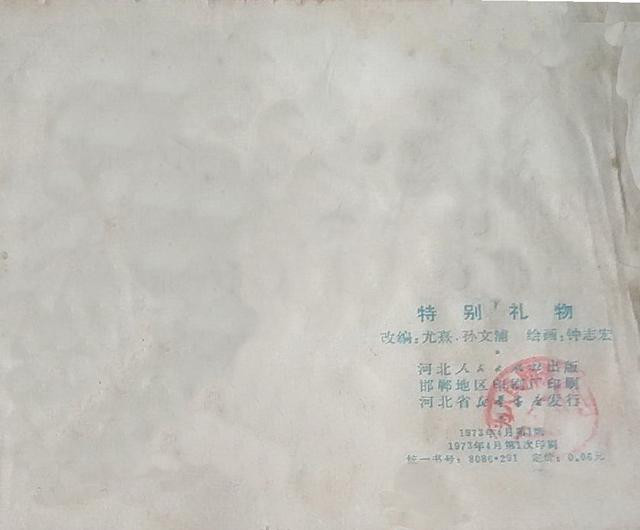 特别礼物
改编：尤熹·孙文浦 绘画：钟志宏
河北人民出版社出版
邯郸地区印刷厂印刷
河北省新华书店发行
1973年4月第1版
1973年4月第1次印刷
统一书号：8086·291 定价：0.06元